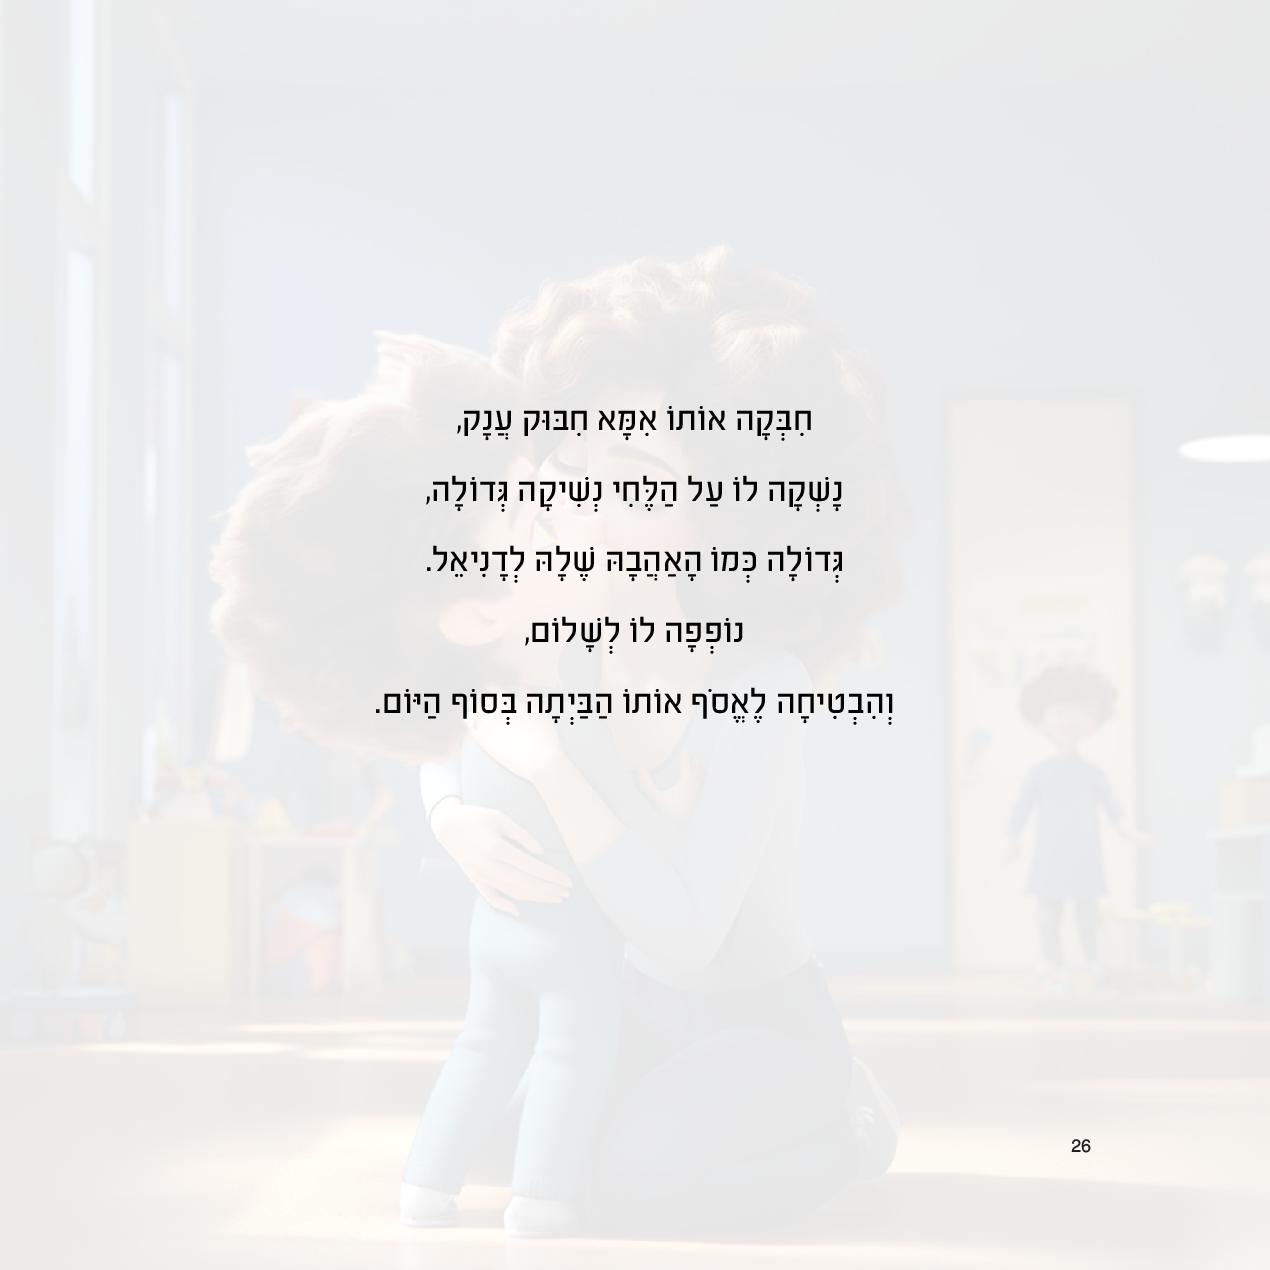 חִבְּקָה אוֹתוֹ אִמָּא חִבּוּק עֲנָק,
נָשְׁקָה לוֹ עַל הַלֶּחִי נְשִׁיקָה גְּדוֹלָה,
גְּדוֹלָה כְּמוֹ הָאַהֲבָהּ שֶׁלָהּ לְדָנִיאֵל.
נוֹפְפָה לוֹ לְשָׁלוֹם,
וְהִבְטִיחָה לֶאֱסֹף אוֹתוֹ הַבַּיְתָה בְּסוֹף הַיּוֹם.
26